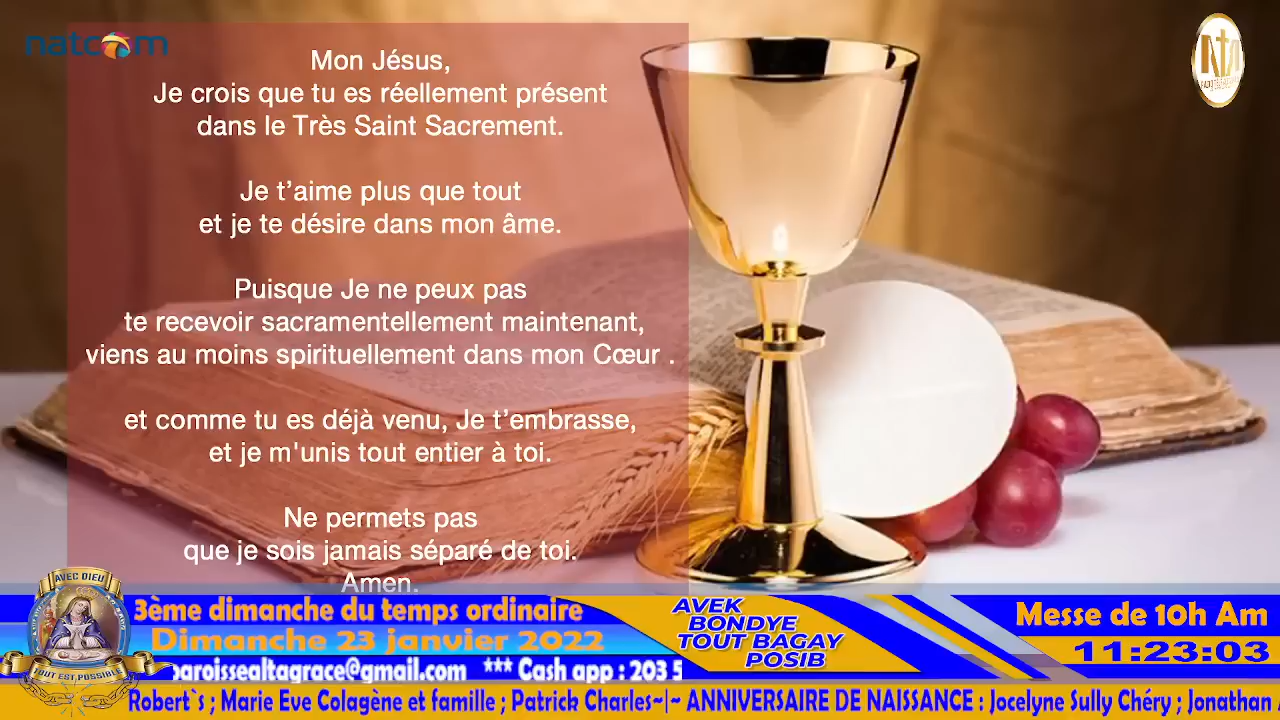 natcom
Mon Jésus,
Je crois que tu es réellement présent
dans le Très Saint Sacrement.
Je t’aime plus que tout
et je te désire dans mon âme.
Puisque Je ne peux pas
te recevoir sacramentellement maintenant,
viens au moins spirituellement dans mon Cœur .
et comme tu es déjà venu, Je t’embrasse,
et je m'unis tout entier à toi.
Ne permets pas
que je sois jamais séparé de toi.
Amen.
AVEC DIEU
TOUT EST POSSIBLE
3ème dimanche du temps ordinaire
Dimanche 23 janvier 2022
paroissealtagrace@gmail.com *** Cash app : 203 5
AVEK
BONDYE
TOUT BAGAY
POSIB
Messe de 10h Am
11:23:03
Robert`s ; Marie Eve Colagène et famille ; Patrick Charles~|~ ANNIVERSAIRE DE NAISSANCE : Jocelyne Sully Chéry ; Jonathan